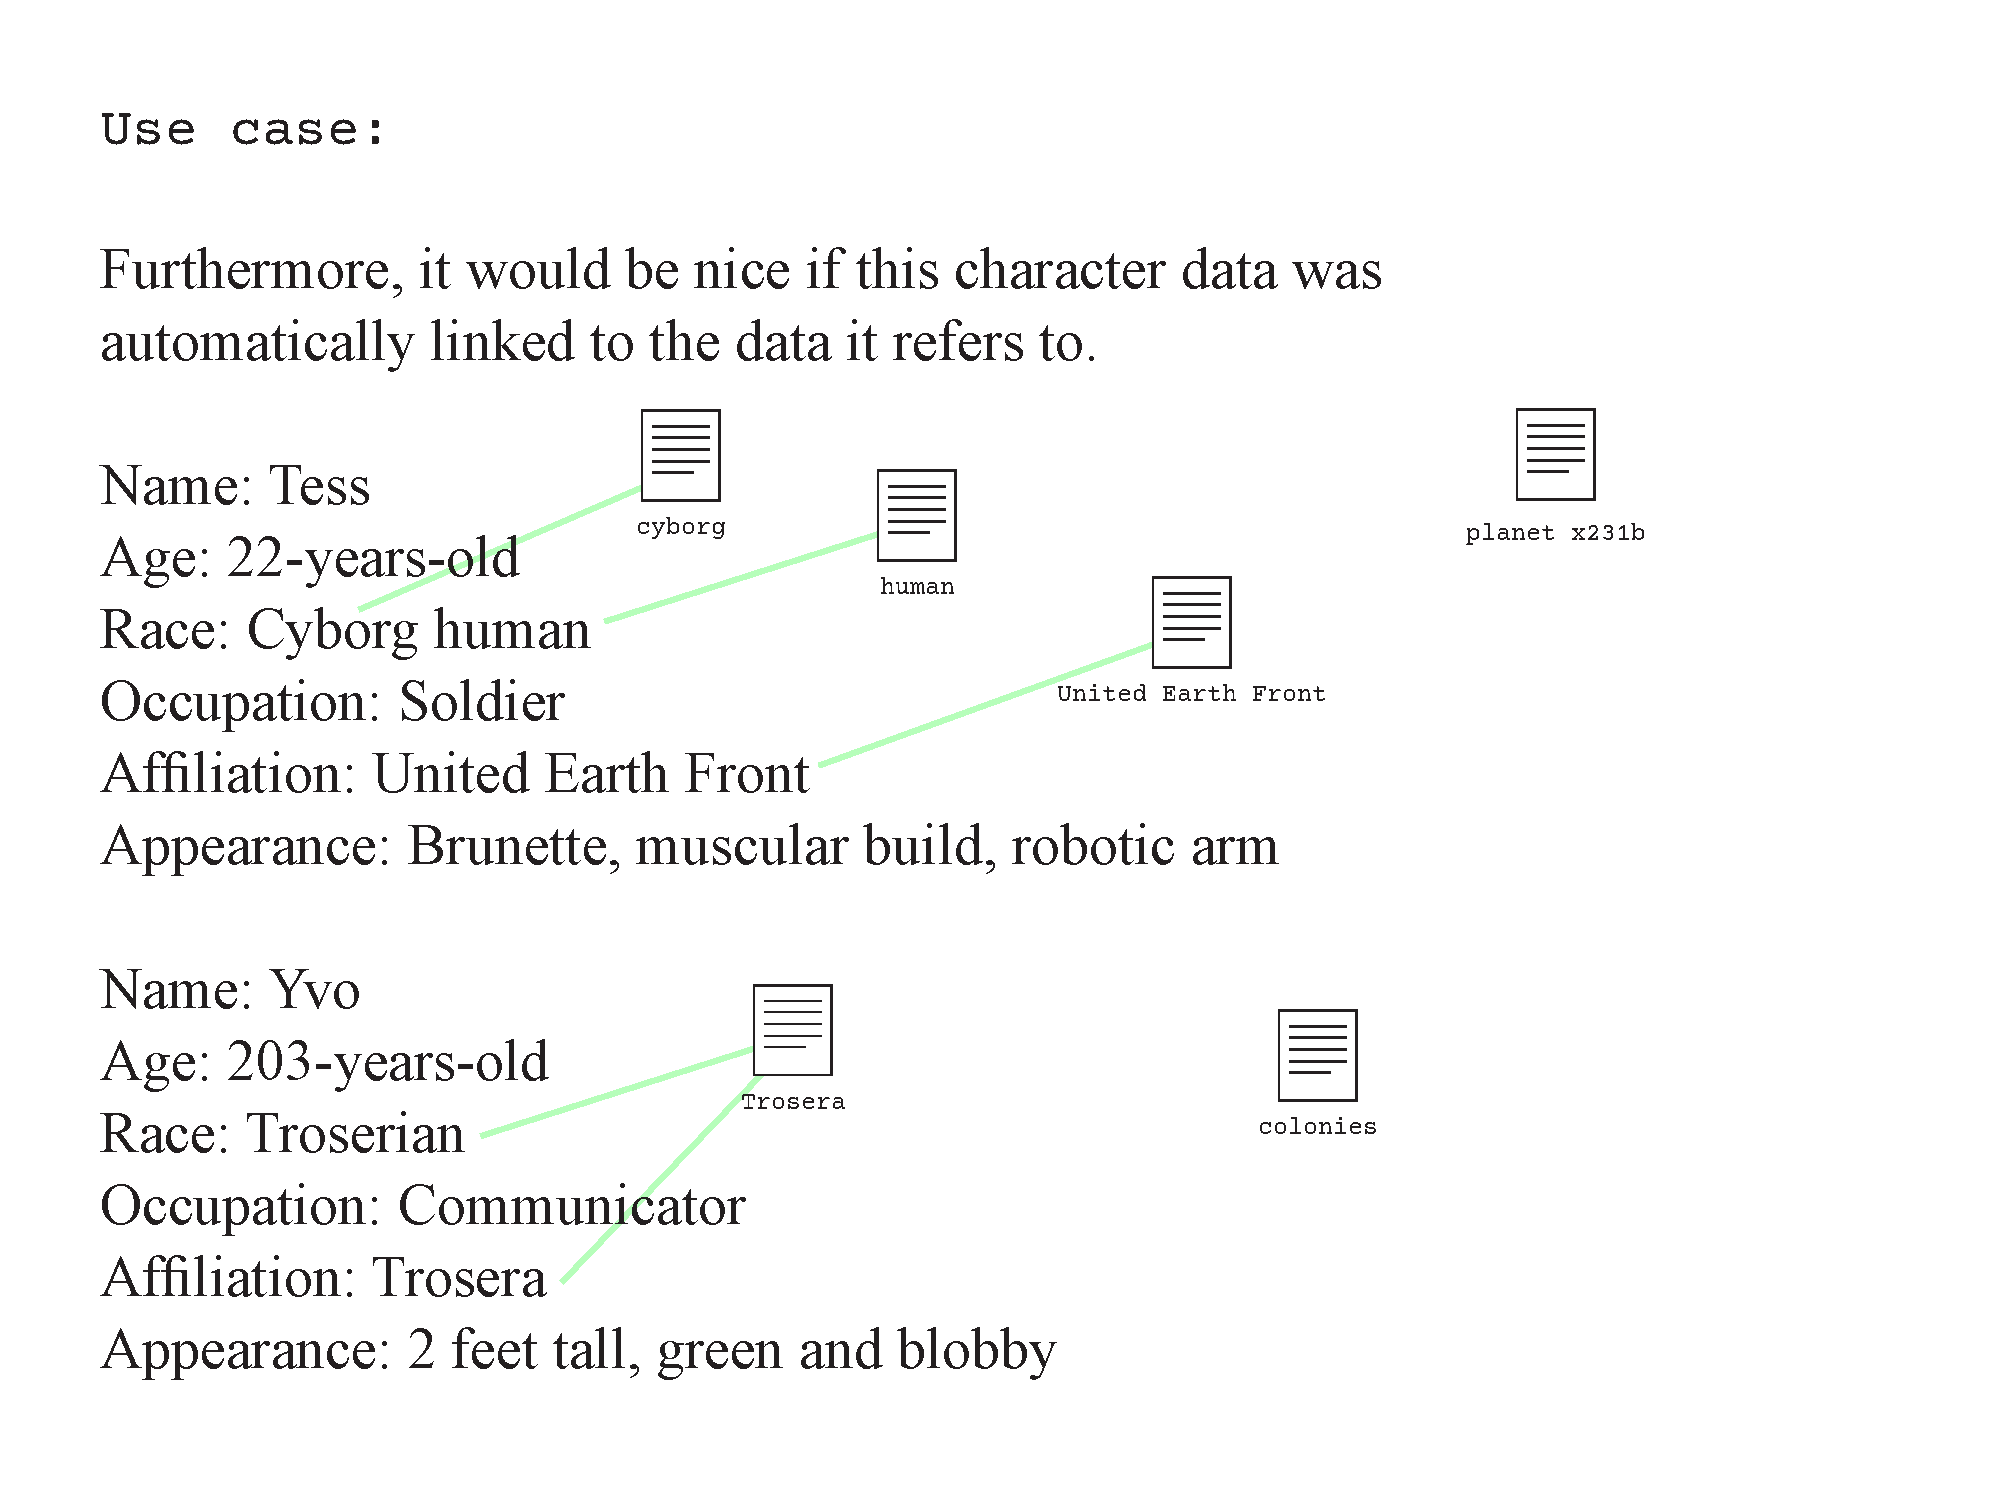 Use case:
Furthermore, it would be nice if this character data was
automatically linked to the data it refers to.
Name: Tess
Age: 22-years-old
Race: Cyborg human
Occupation: Soldier
Affiliation: United Earth Front
Appearance: Brunette, muscular build, robotic arm
cyborg
human
United Earth Front
planet x231b
Name: Yvo
Age: 203-years-old
Race: Troserian
Occupation: Communicator
Affiliation: Trosera
Appearance: 2 feet tall, green and blobby
Trosera
colonies